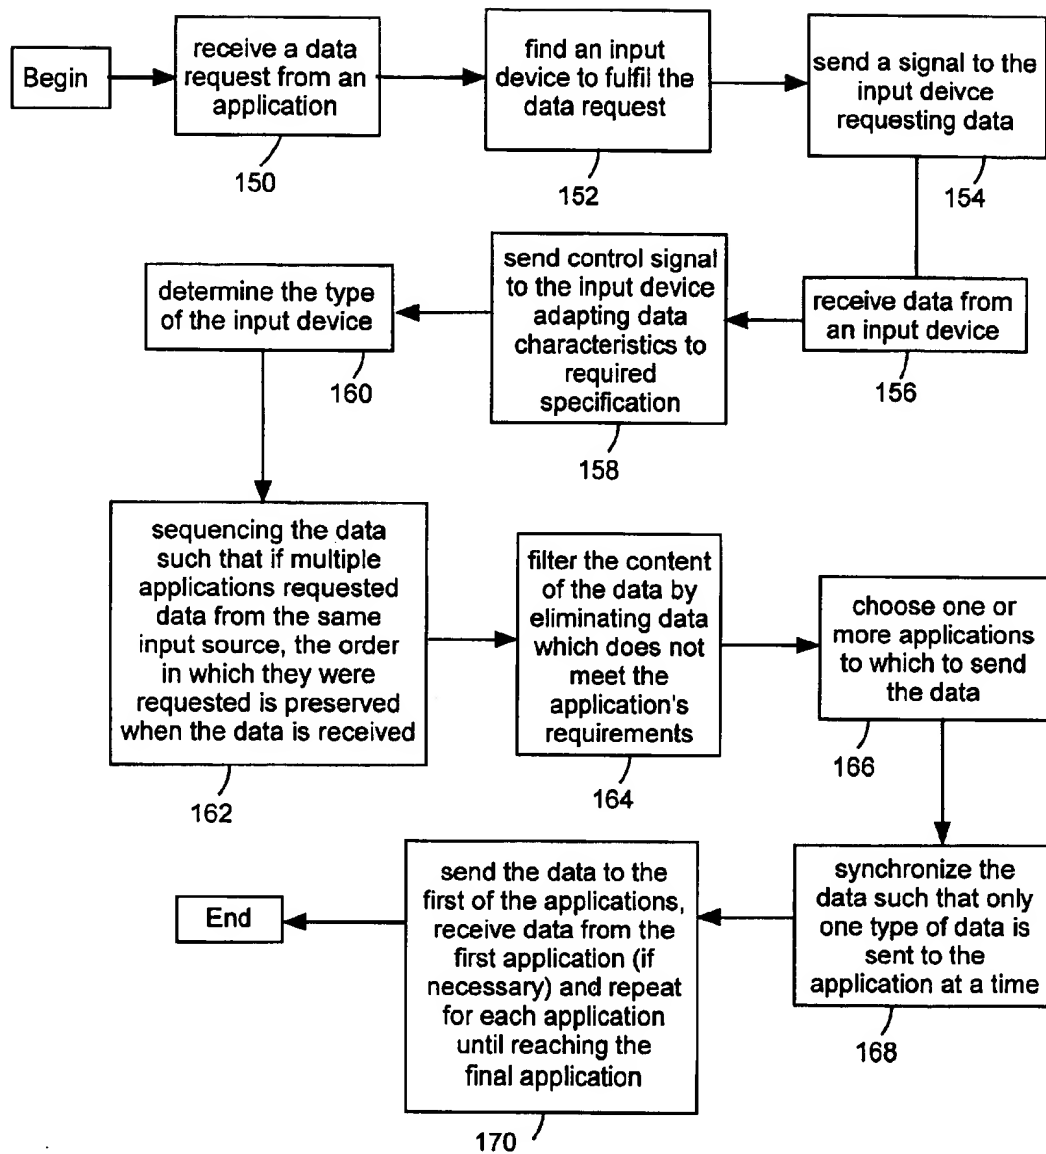 Begin
receive a data
request from an
application
150
find an input
device to fulfil the
data request
152
send a signal to the
input deivce
requesting data
154
receive data from
an input device
156
send control signal
to the input device
adapting data
characteristics to
required
specification
158
determine the type
of the input device
160
sequencing the data
such that if multiple
applications requested
data from the same
input source, the order
in which they were
requested is preserved
when the data is received
162
filter the content
of the data by
eliminating data
which does not
meet the
application's
requirements
164
choose one or
more applications
to which to send
the data
166
synchronize the
data such that only
one type of data is
sent to the
application at a time
168
send the data to the
first of the applications,
receive data from the
first application (if
necessary) and repeat
for each application
until reaching the
final application
170
End